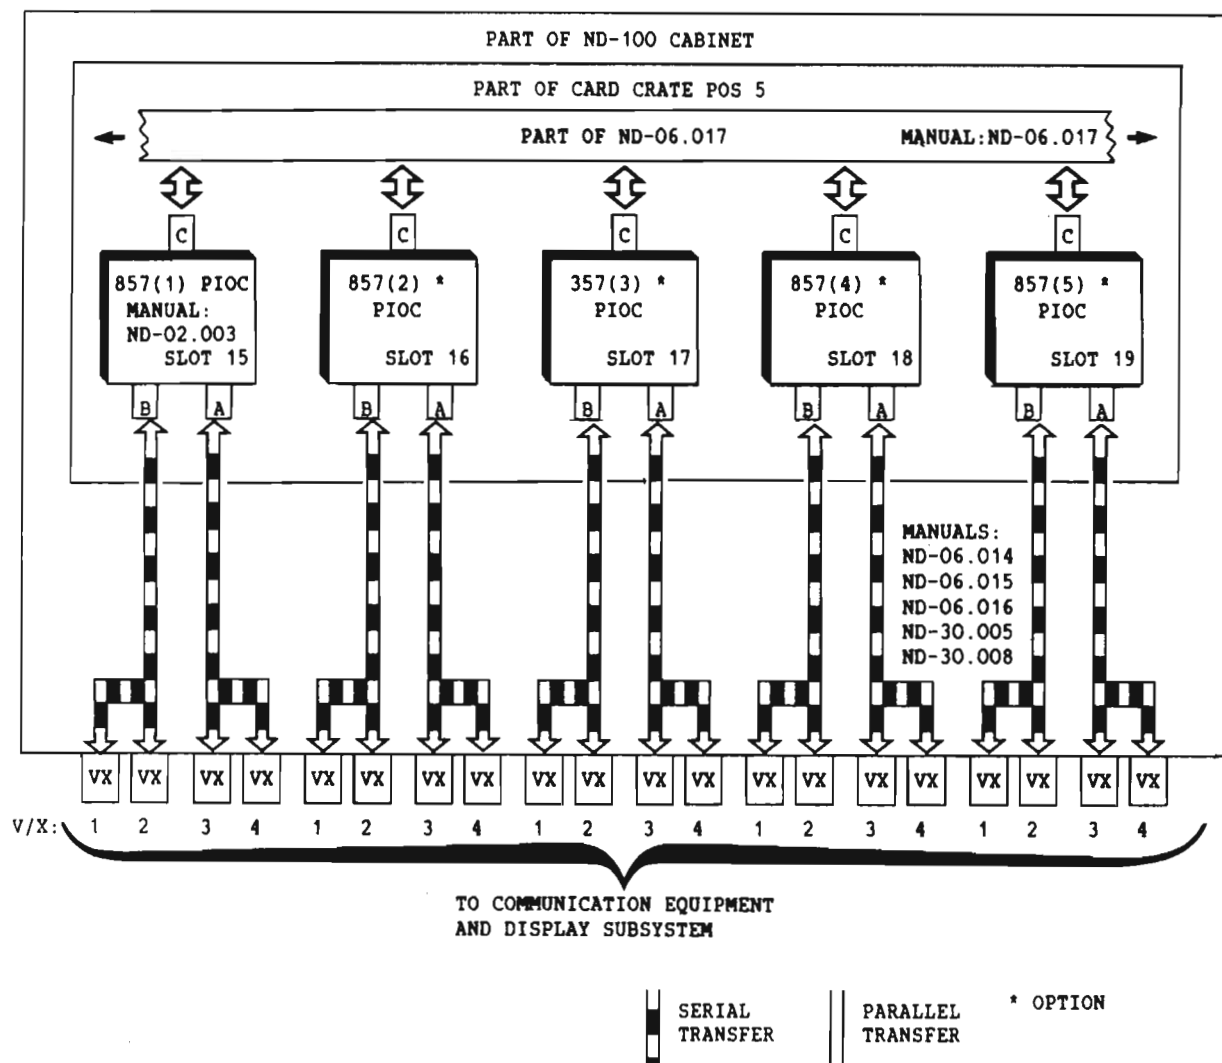 PART OF ND-100 CABINET
PART OF CARD CRATE POS 5
PART OF ND-06.017 MANUAL:ND-06.017
C C C C C
857(1) PIOC
MANUAL:
ND-02.003
SLOT 15
857(2) *
PIOC
SLOT 16
357(3) *
PIOC
SLOT 17
857(4) *
PIOC
SLOT 18
857(5) *
PIOC
SLOT 19
B A B A B A B A B A
MANUALS:
ND-06.014
ND-06.015
ND-06.016
ND-30.005
ND-30.008
VX VX VX VX VX VX VX VX VX VX VX VX VX VX VX VX VX VX VX VX
V/X: 1 2 3 4 1 2 3 4 1 2 3 4 1 2 3 4 1 2 3 4
TO COMMUNICATION EQUIPMENT
AND DISPLAY SUBSYSTEM
SERIAL
TRANSFER
PARALLEL
TRANSFER
* OPTION